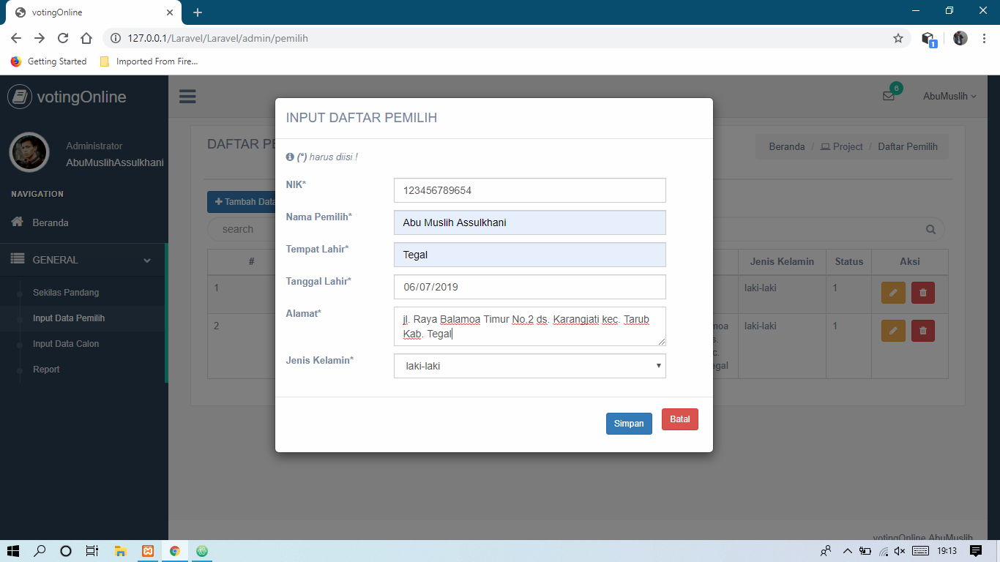 votingOnline
127.0.0.1/Laravel/Laravel/admin/pemilih
1
Getting Started
Imported From Fire...
votingOnline
6
AbuMuslih
Administrator
AbuMuslihAssulkhani
NAVIGATION
Beranda
GENERAL
Sekilas Pandang
Input Data Pemilih
Input Data Calon
Report
DAFTAR PE
Beranda / Project / Daftar Pemilih
Tambah Data
search
# Jenis Kelamin Status Aksi
1 laki-laki 1
2 laki-laki 1
noa
s.
c.
egal
INPUT DAFTAR PEMILIH
(*) harus diisi !
NIK* 123456789654
Nama Pemilih* Abu Muslih Assulkhani
Tempat Lahir* Tegal
Tanggal Lahir* 06/07/2019
Alamat* jl. Raya Balamoa Timur No.2 ds. Karangjati kec. Tarub
Kab. Tegal
Jenis Kelamin* laki-laki
Simpan Batal
votingOnline AbuMuslih
19:13